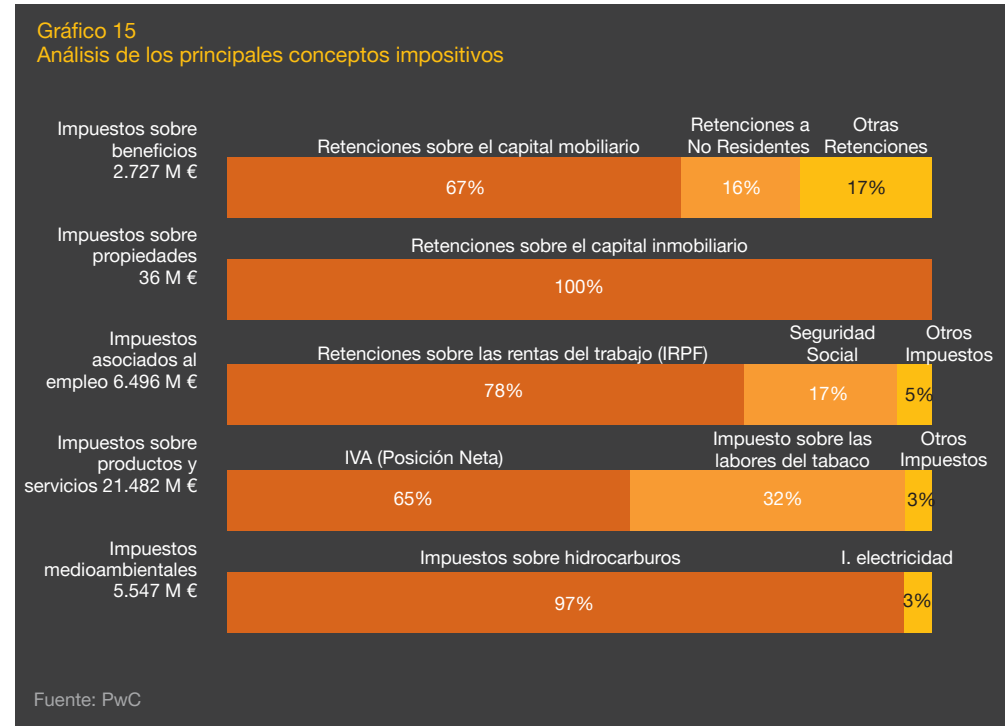 Gráfico 15
Análisis de los principales conceptos impositivos
Impuestos sobre
beneficios
2.727 M €
Retenciones sobre el capital mobiliario
Retenciones a
No Residentes
Otras
Retenciones
67%
16%
17%
Impuestos sobre
propiedades
36 M €
Retenciones sobre el capital inmobiliario
100%
Impuestos
asociados al
empleo 6.496 M €
Retenciones sobre las rentas del trabajo (IRPF)
Seguridad
Social
Otros
Impuestos
78%
17%
5%
Impuestos sobre
productos y
servicios 21.482 M €
IVA (Posición Neta)
Impuesto sobre las
labores del tabaco
Otros
Impuestos
65%
32%
3%
Impuestos
medioambientales
5.547 M €
Impuestos sobre hidrocarburos
I. electricidad
97%
3%
Fuente: PwC